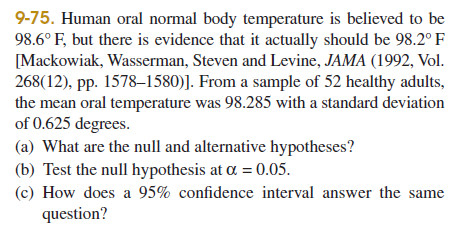 9-75. Human oral normal body temperature is believed to be
98.6° F, but there is evidence that it actually should be 98.2° F
[Mackowiak, Wasserman, Steven and Levine, JAMA (1992, Vol.
268(12), pp. 1578–1580)]. From a sample of 52 healthy adults,
the mean oral temperature was 98.285 with a standard deviation
of 0.625 degrees.
(a) What are the null and alternative hypotheses?
(b) Test the null hypothesis at α = 0.05.
(c) How does a 95% confidence interval answer the same
question?